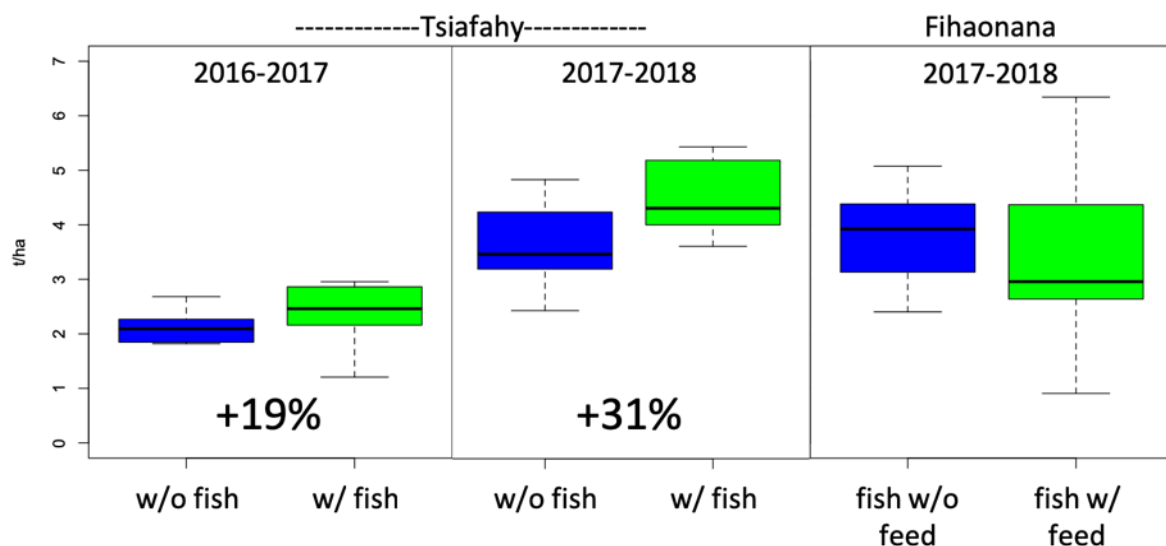 -------------Tsiafahy-------------
Fihaonana
2016-2017
2017-2018
2017-2018
t/ha
7
6
5
4
3
2
1
0
+19%
+31%
w/o fish
w/ fish
w/o fish
w/ fish
fish w/o
feed
fish w/
feed